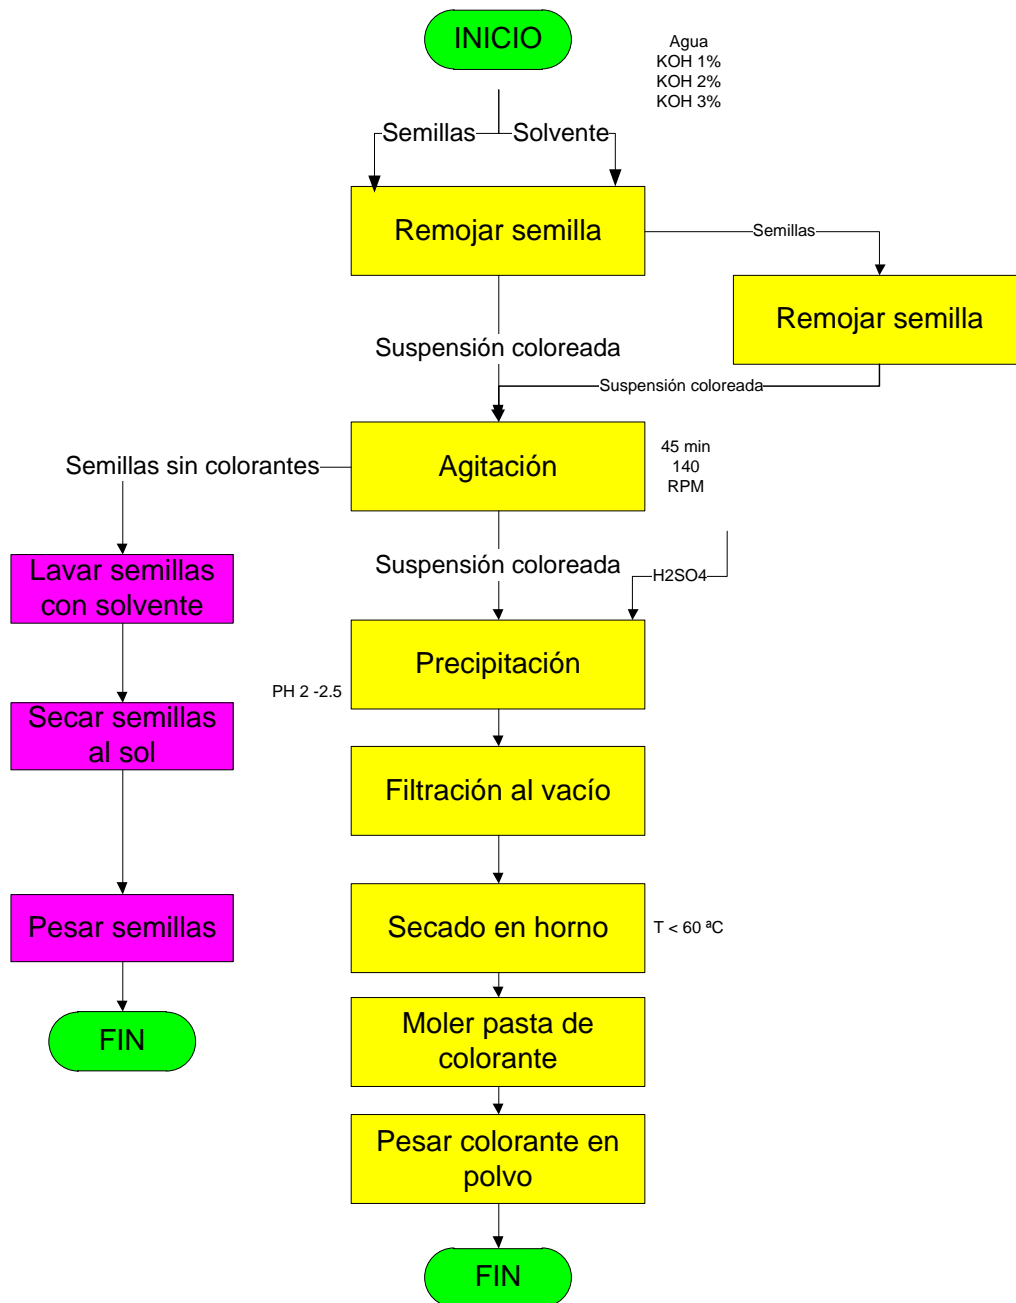 INICIO
Agua
KOH 1%
KOH 2%
KOH 3%
Semillas
Solvente
Remojar semilla
Semillas
Remojar semilla
Suspensión coloreada
Suspensión coloreada
Semillas sin colorantes
Agitación
45 min
140
RPM
Suspensión coloreada
H2SO4
Lavar semillas
con solvente
Precipitación
PH 2 -2.5
Secar semillas
al sol
Filtración al vacío
Pesar semillas
Secado en horno
T < 60 ªC
FIN
Moler pasta de
colorante
Pesar colorante en
polvo
FIN